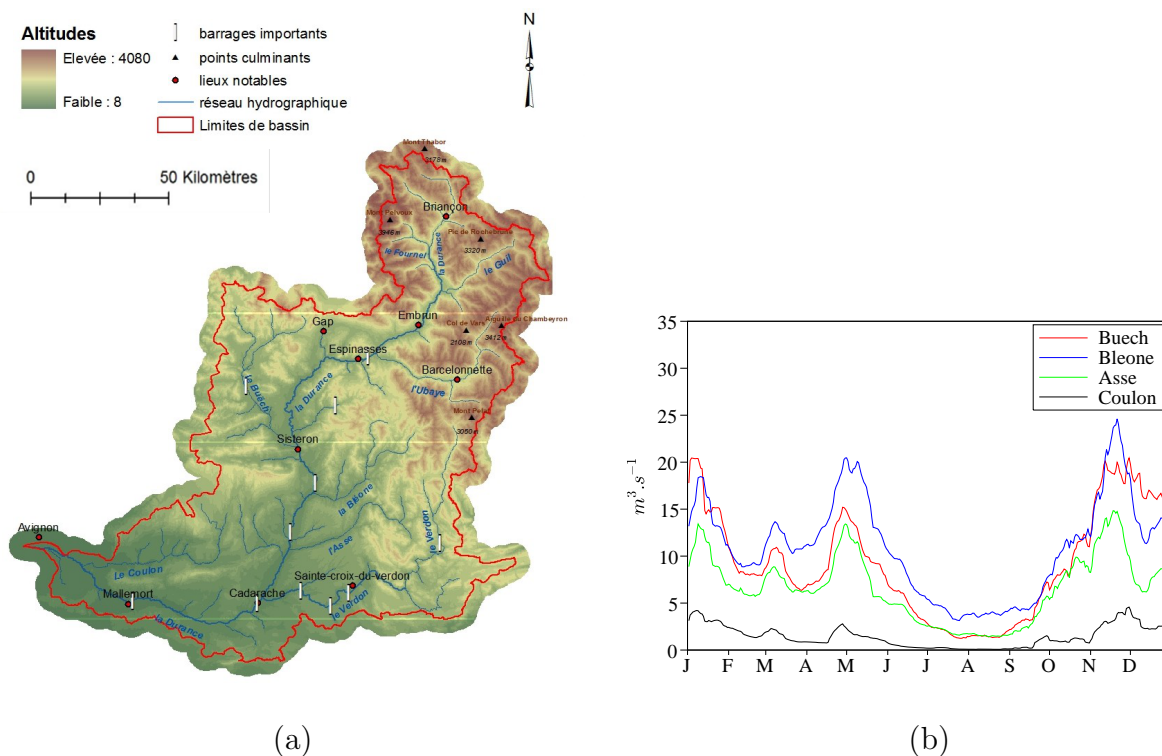 Altitudes
Elevée : 4080
Faible : 8
barrages importants
points culminants
lieux notables
réseau hydrographique
Limites de bassin
N
0 50 Kilomètres
Mont Thabor
3178 m
Briançon
Mont Pelvoux
3946 m
Pic de Rochebrune
3320 m
le Fournel
la Durance
le Guil
Embrun
Gap
Col de Vars
2108 m
Aiguille du Chambeyron
3412 m
Espinasses
Barcelonnette
l'Ubaye
le Buëch
la Durance
Mont Pelat
3050 m
Sisteron
la Bléone
le Verdon
Avignon
l'Asse
Le Coulon
Sainte-croix-du-verdon
Mallemort
Cadarache
le Verdon
la Durance
(a)
35
30
25
20
15
10
5
0
m³.s⁻¹
Buech
Bleone
Asse
Coulon
J F M A M J J A S O N D
(b)